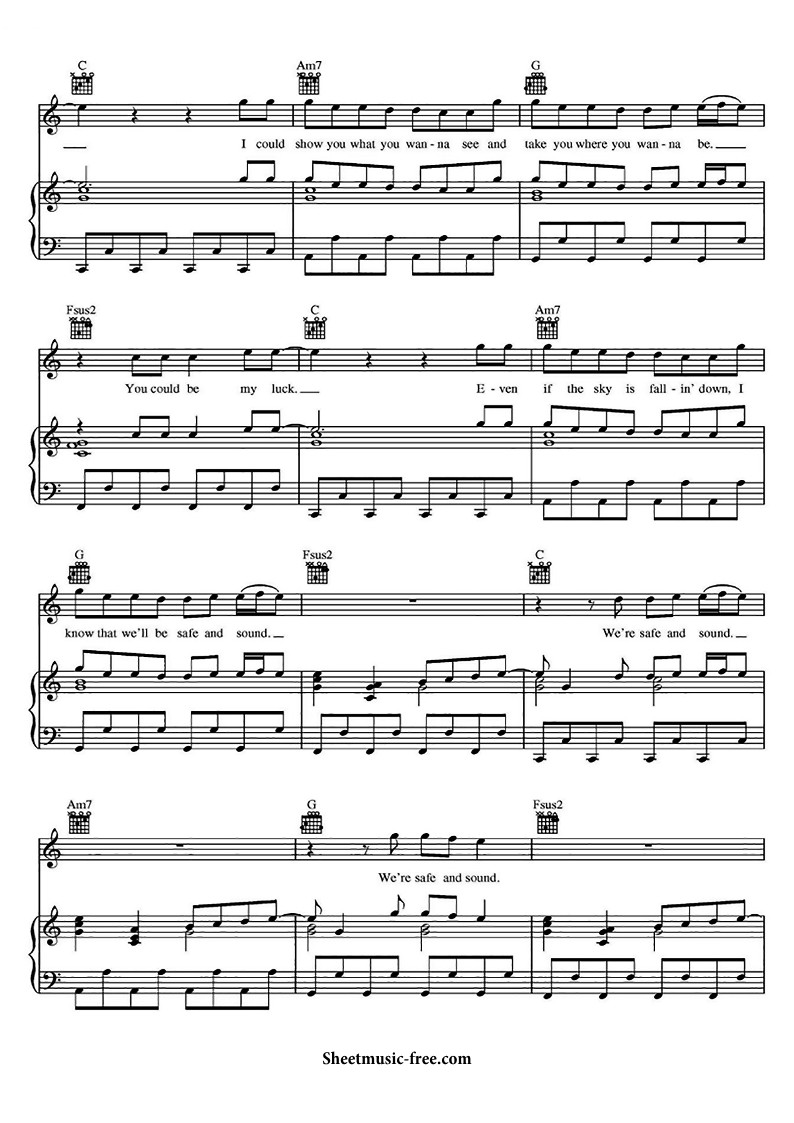 C Am7 G
I could show you what you wan - na see and take you where you wan - na be.
Fsus2 C Am7
You could be my luck. E - ven if the sky is fall - in' down, I
G Fsus2 C
know that we'll be safe and sound. We're safe and sound.
Am7 G Fsus2
We're safe and sound.
Sheetmusic-free.com